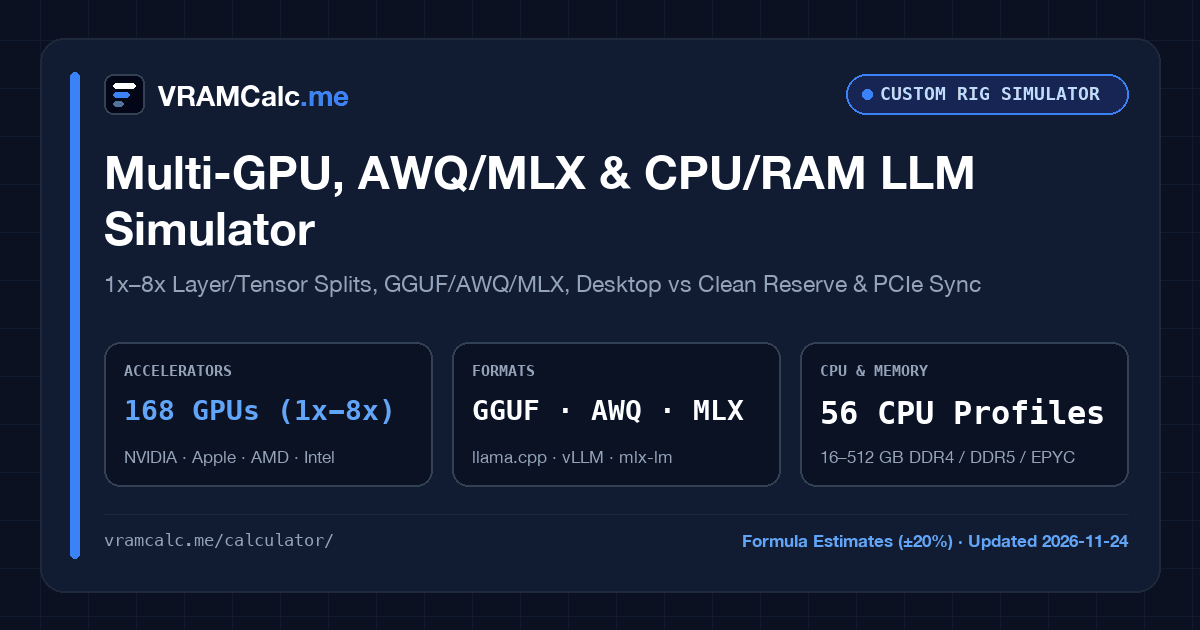 VRAMCalc.me
CUSTOM RIG SIMULATOR
Multi-GPU, AWQ/MLX & CPU/RAM LLM
Simulator
1x–8x Layer/Tensor Splits, GGUF/AWQ/MLX, Desktop vs Clean Reserve & PCIe Sync
ACCELERATORS
168 GPUs (1x–8x)
NVIDIA · Apple · AMD · Intel
FORMATS
GGUF · AWQ · MLX
llama.cpp · vLLM · mlx-lm
CPU & MEMORY
56 CPU Profiles
16–512 GB DDR4 / DDR5 / EPYC
vramcalc.me/calculator/
Formula Estimates (±20%) · Updated 2026-11-24